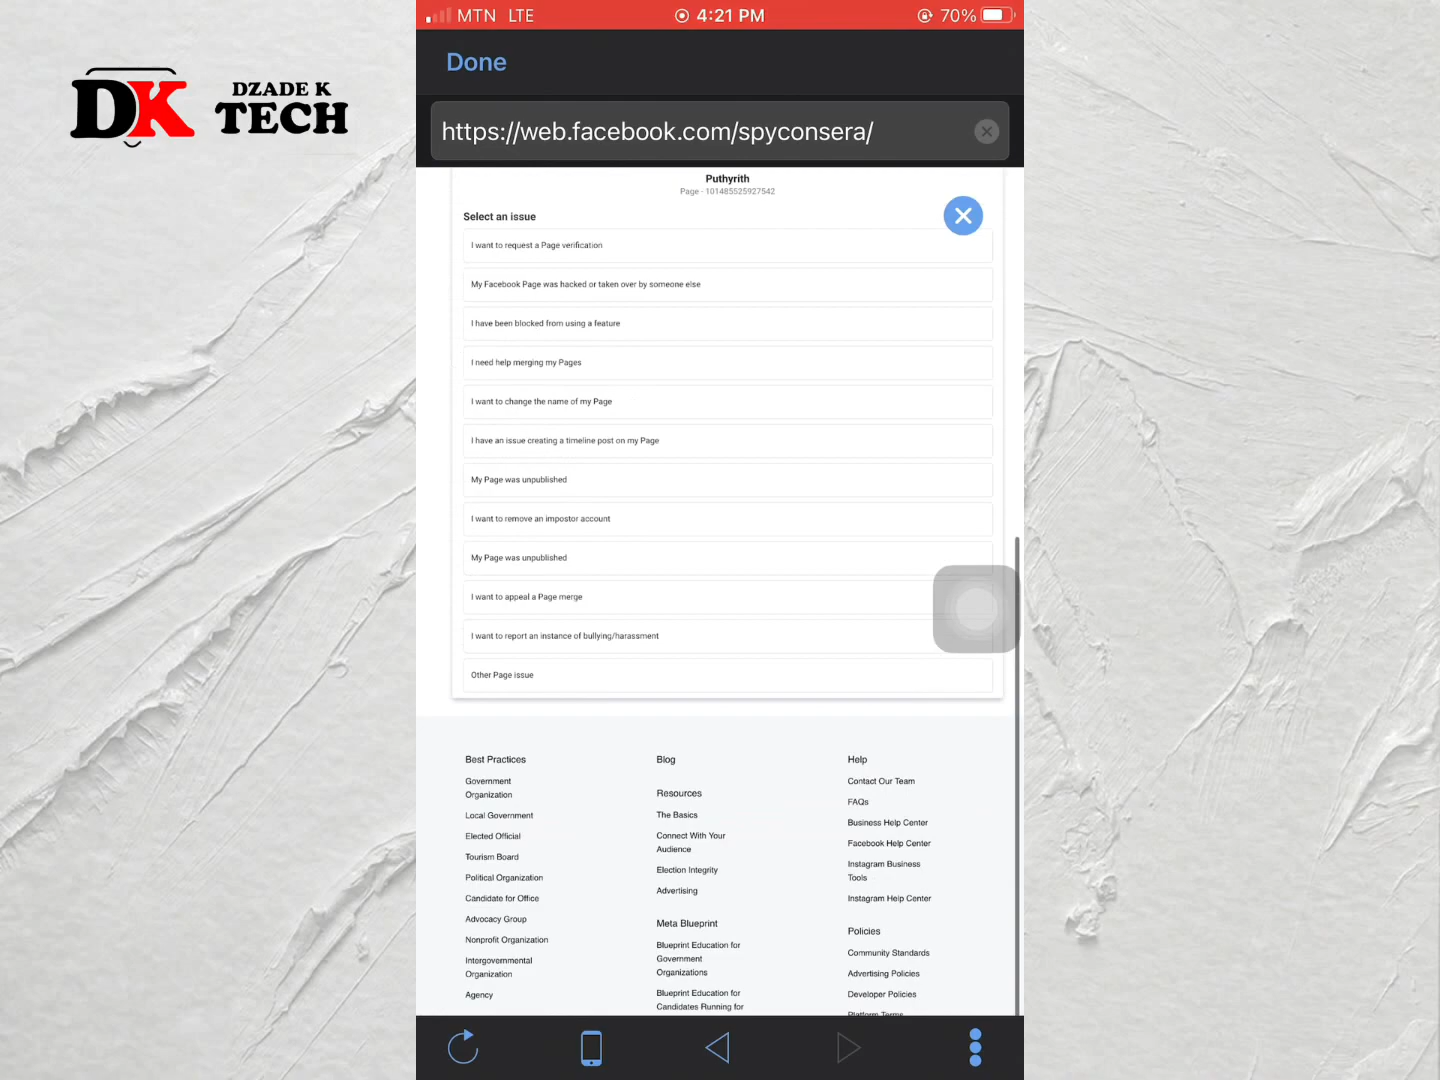 MTN LTE 4:21 PM 70%
Done
DZADE K
DK TECH
https://web.facebook.com/spyconsera/
Puthyrith
Page - 101485525927542
Select an issue
I want to request a Page verification
My Facebook Page was hacked or taken over by someone else
I have been blocked from using a feature
I need help merging my Pages
I want to change the name of my Page
I have an issue creating a timeline post on my Page
My Page was unpublished
I want to remove an impostor account
My Page was unpublished
I want to appeal a Page merge
I want to report an instance of bullying/harassment
Other Page issue
Best Practices
Government
Organization
Local Government
Elected Official
Tourism Board
Political Organization
Candidate for Office
Advocacy Group
Nonprofit Organization
Intergovernmental
Organization
Agency
Blog
Resources
The Basics
Connect With Your
Audience
Election Integrity
Advertising
Meta Blueprint
Blueprint Education for
Government
Organizations
Blueprint Education for
Candidates Running for
Help
Contact Our Team
FAQs
Business Help Center
Facebook Help Center
Instagram Business
Tools
Instagram Help Center
Policies
Community Standards
Advertising Policies
Developer Policies
Platform Terms